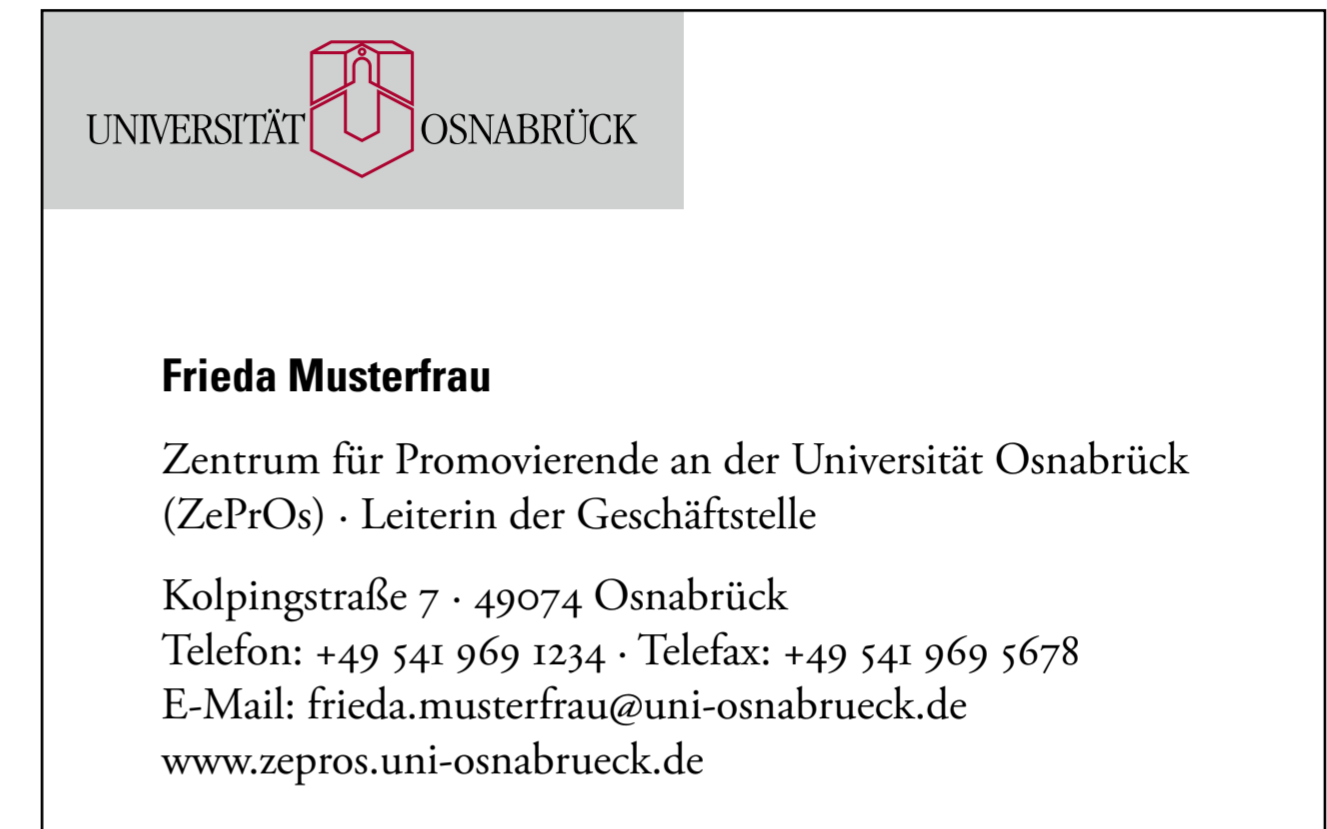 UNIVERSITÄT OSNABRÜCK
Frieda Musterfrau
Zentrum für Promovierende an der Universität Osnabrück
(ZePrOs) · Leiterin der Geschäftstelle
Kolpingstraße 7 · 49074 Osnabrück
Telefon: +49 541 969 1234 · Telefax: +49 541 969 5678
E-Mail: frieda.musterfrau@uni-osnabrueck.de
www.zepros.uni-osnabrueck.de